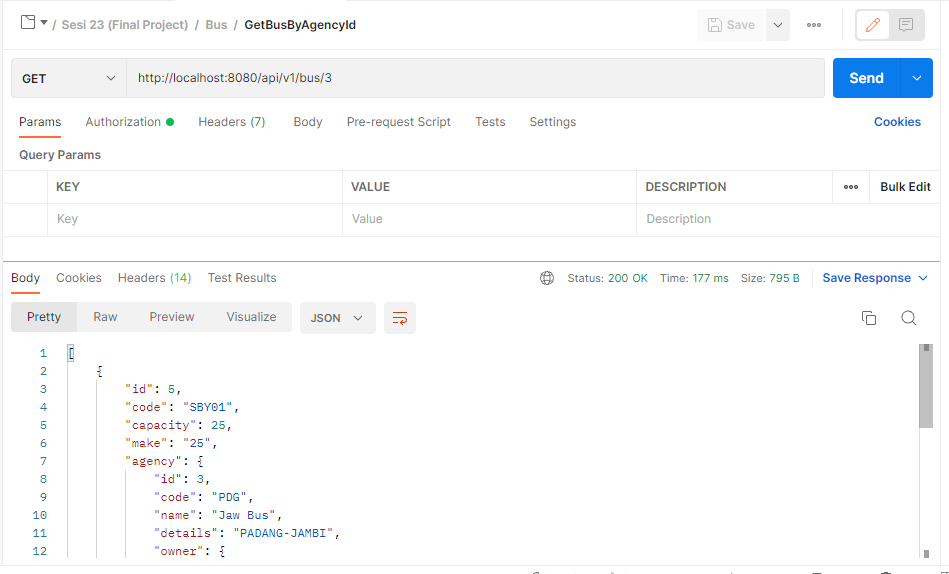 / Sesi 23 (Final Project) / Bus / GetBusByAgencyId
Save
GET http://localhost:8080/api/v1/bus/3 Send
Params Authorization Headers (7) Body Pre-request Script Tests Settings Cookies
Query Params
KEY VALUE DESCRIPTION Bulk Edit
Key Value Description
Body Cookies Headers (14) Test Results Status: 200 OK Time: 177 ms Size: 795 B Save Response
Pretty Raw Preview Visualize JSON
1 [
2 {
3 "id": 5,
4 "code": "SBY01",
5 "capacity": 25,
6 "make": "25",
7 "agency": {
8 "id": 3,
9 "code": "PDG",
10 "name": "Jaw Bus",
11 "details": "PADANG-JAMBI",
12 "owner": {